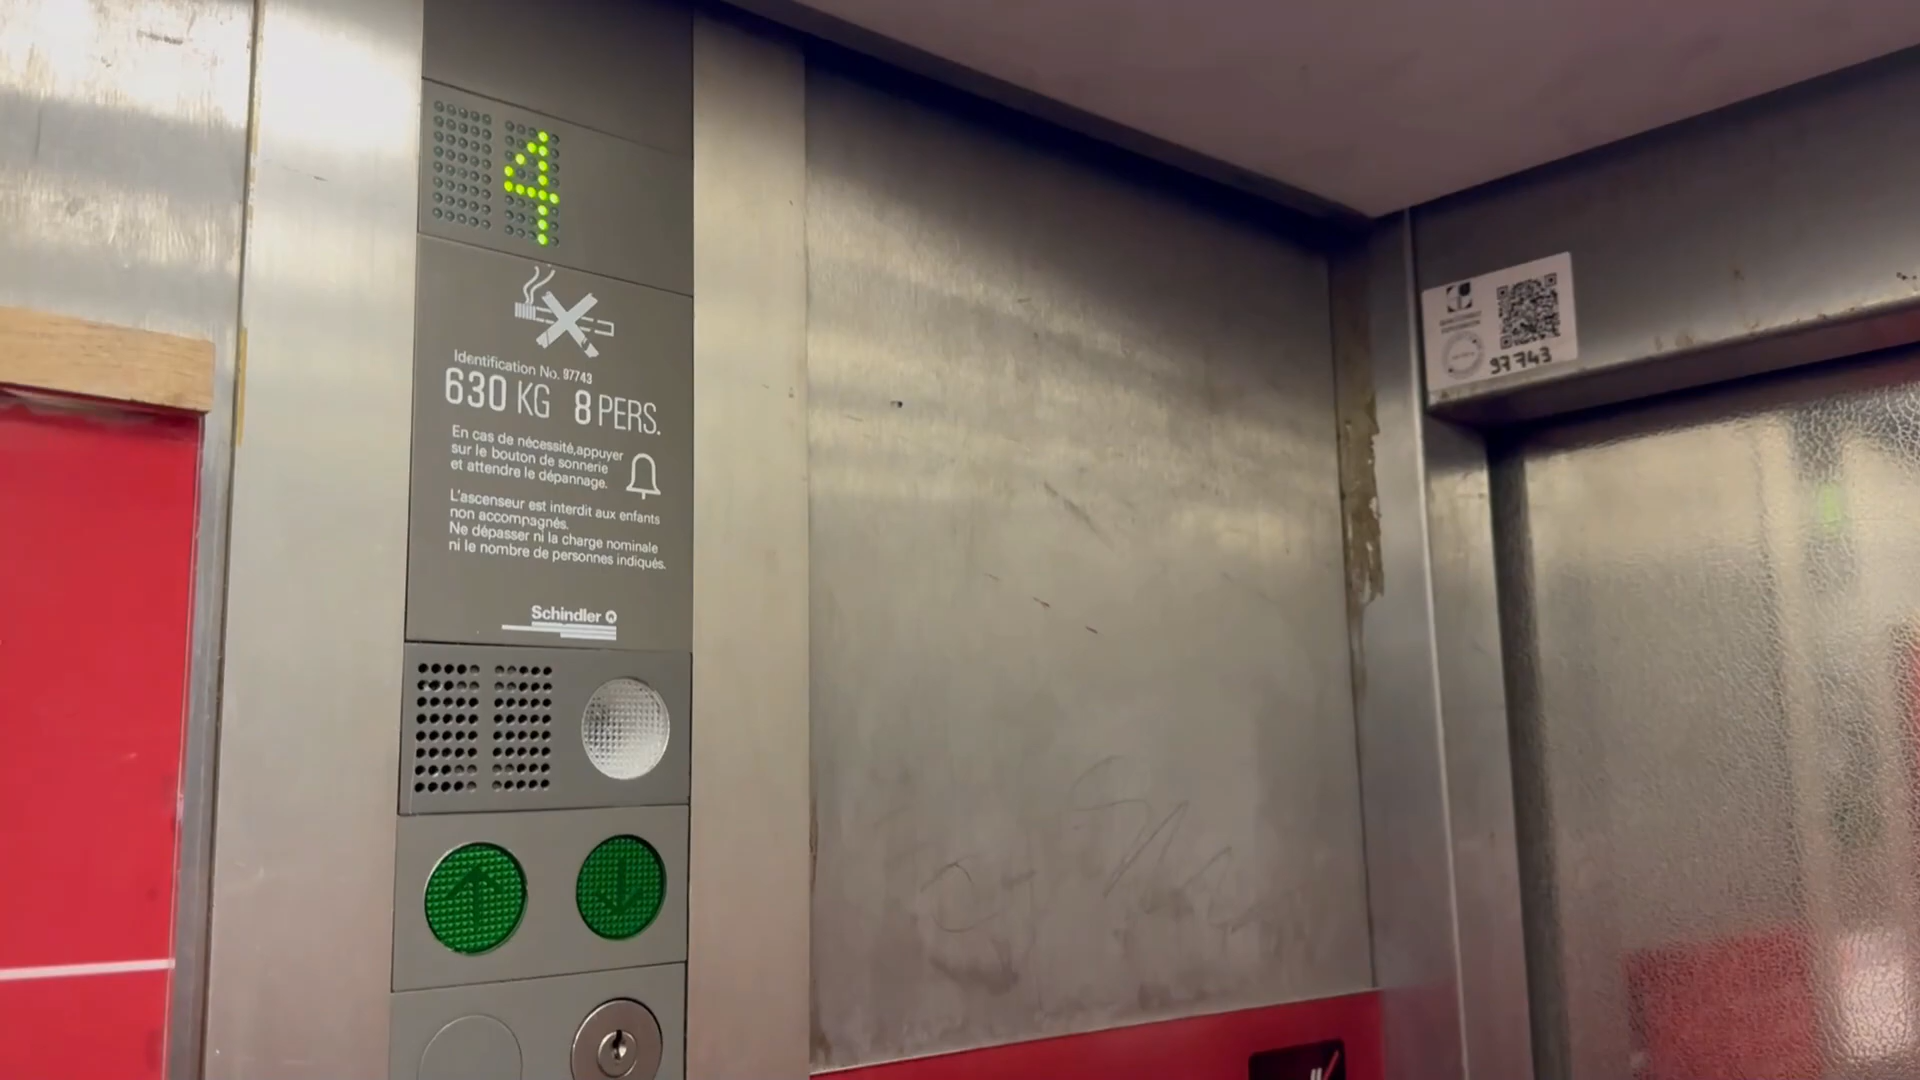 4
Identification No. 97743
630 KG 8 PERS.
En cas de nécessité,appuyer
sur le bouton de sonnerie
et attendre le dépannage.
L'ascenseur est interdit aux enfants
non accompagnés.
Ne dépasser ni la charge nominale
ni le nombre de personnes indiqués.
Schindler
97743